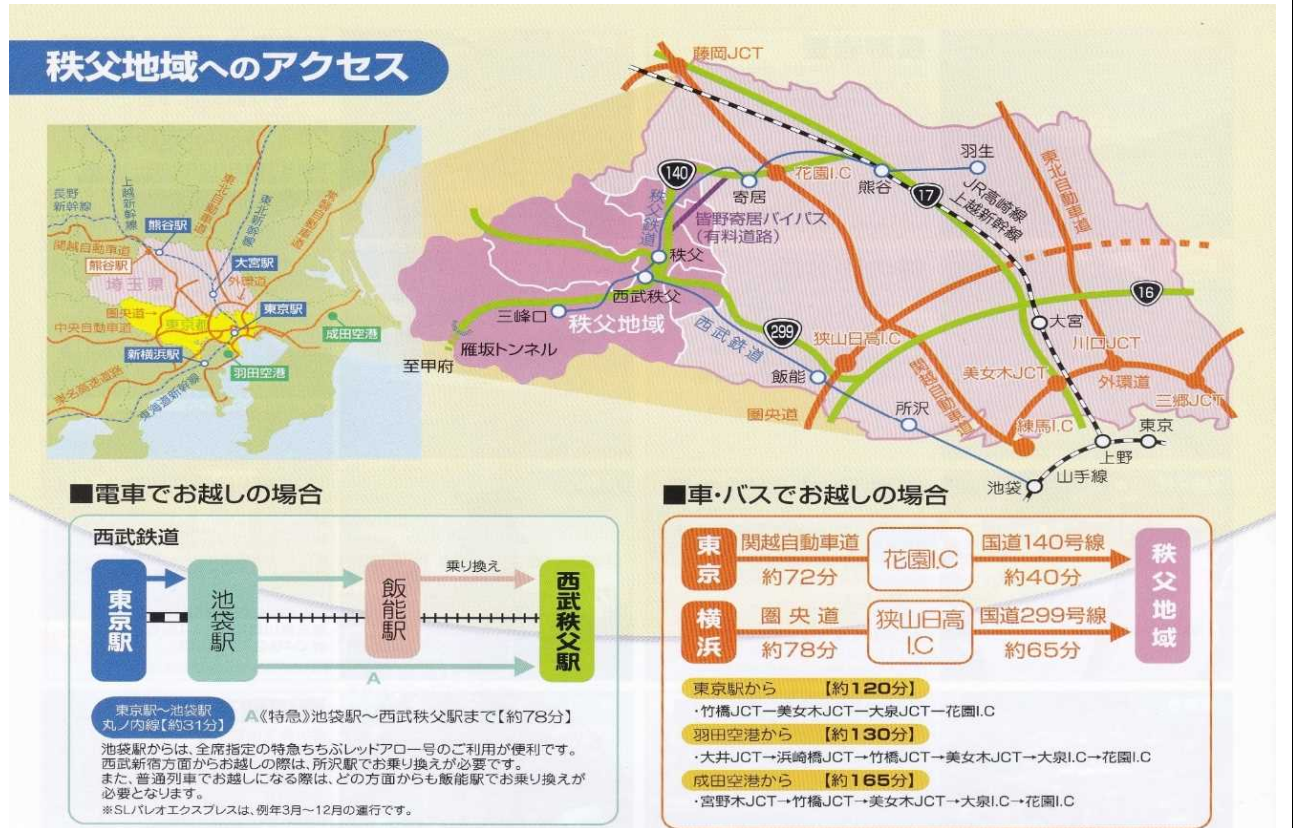 秩父地域へのアクセス
長野
新幹線
上越新幹線
東北自動車道
東北新幹線
常磐自動車道
熊谷駅
関越自動車道
熊谷駅
埼玉県
大宮駅
外環道
圏央道→
東京都
東京駅
中央自動車道
成田空港
新横浜駅
羽田空港
東名高速道路
東海道新幹線
藤岡JCT
140
秩父鉄道
寄居
花園I.C
熊谷
羽生
17
JR高崎線
上越新幹線
東北自動車道
皆野寄居バイパス
(有料道路)
秩父
西武秩父
三峰口
秩父地域
雁坂トンネル
至甲府
西武鉄道
299
狭山日高I.C
16
大宮
川口JCT
飯能
関越自動車道
美女木JCT
外環道
三郷JCT
圏央道
所沢
練馬I.C
東京
上野
山手線
池袋
■電車でお越しの場合
西武鉄道
東京駅
池袋駅
飯能駅
乗り換え
西武秩父駅
A
東京駅〜池袋駅
丸ノ内線【約31分】
A《特急》池袋駅〜西武秩父駅まで【約78分】
池袋駅からは、全席指定の特急ちちぶレッドアロー号のご利用が便利です。
西武新宿方面からお越しの際は、所沢駅でお乗り換えが必要です。
また、普通列車でお越しになる際は、どの方面からも飯能駅でお乗り換えが
必要となります。
※SLパレオエクスプレスは、例年3月〜12月の運行です。
■車・バスでお越しの場合
東京 関越自動車道 約72分 花園I.C 国道140号線 約40分
横浜 圏央道 約78分 狭山日高I.C 国道299号線 約65分
秩父地域
東京駅から 【約120分】
・竹橋JCT―美女木JCT―大泉JCT―花園I.C
羽田空港から 【約130分】
・大井JCT→浜崎橋JCT→竹橋JCT→美女木JCT→大泉I.C→花園I.C
成田空港から 【約165分】
・宮野木JCT→竹橋JCT→美女木JCT→大泉I.C→花園I.C